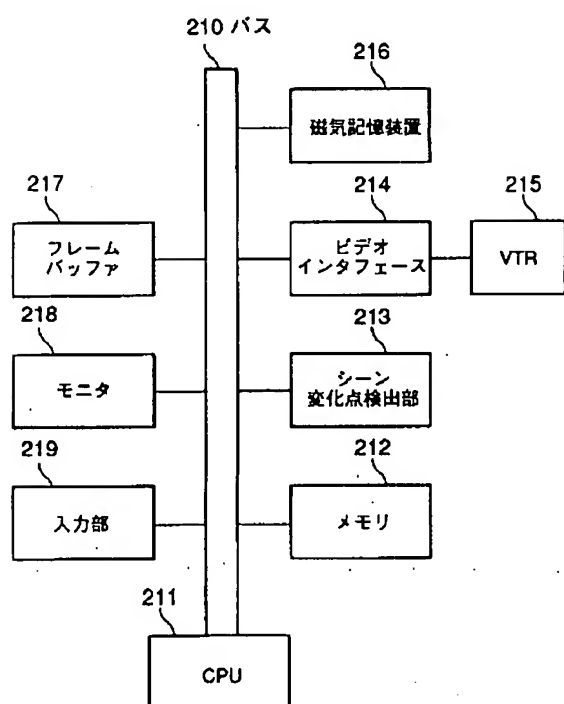 210 バス
216
磁気記憶装置
217
フレーム
バッファ
214
ビデオ
インタフェース
215
VTR
218
モニタ
213
シーン
変化点検出部
219
入力部
212
メモリ
211
CPU